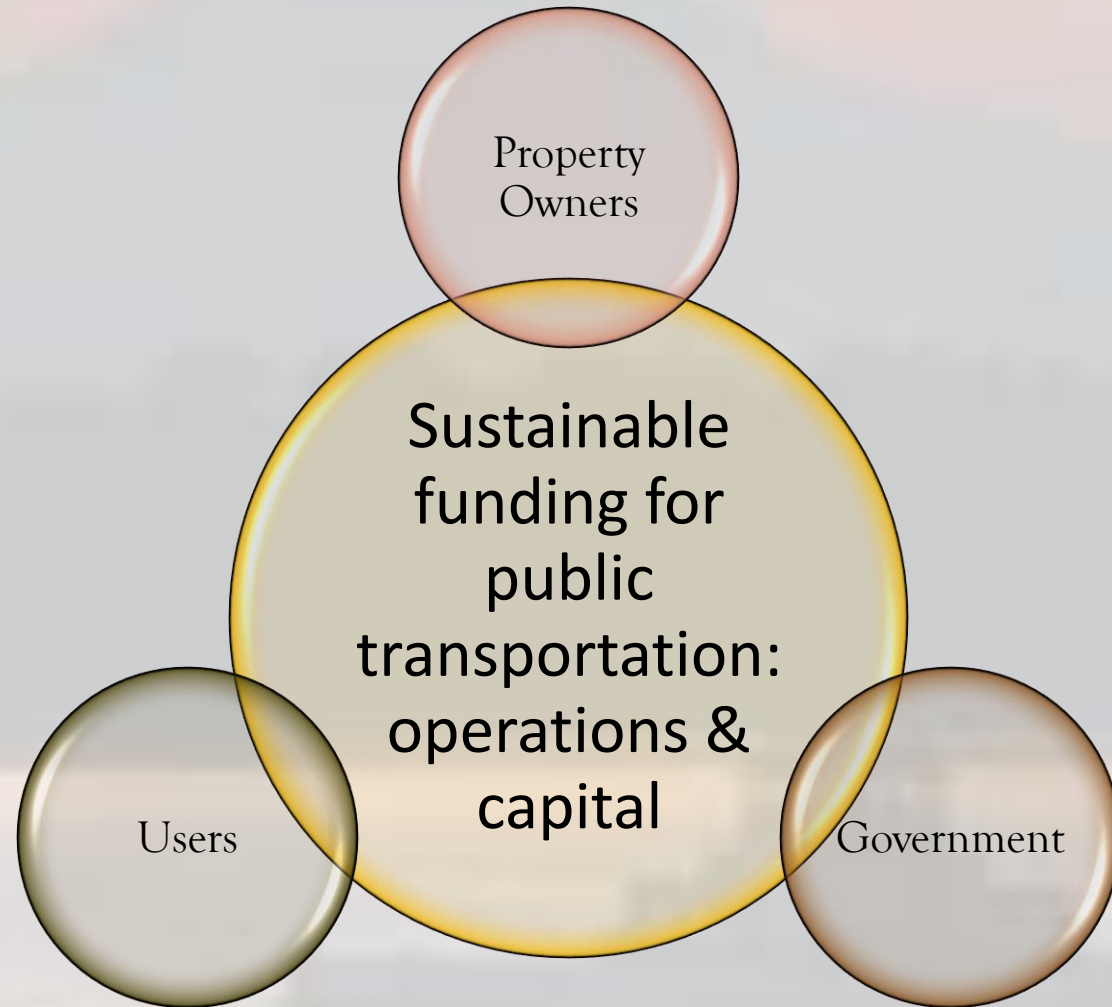 Property
Owners
Sustainable
funding for
public
transportation:
operations &
capital
Users
Government